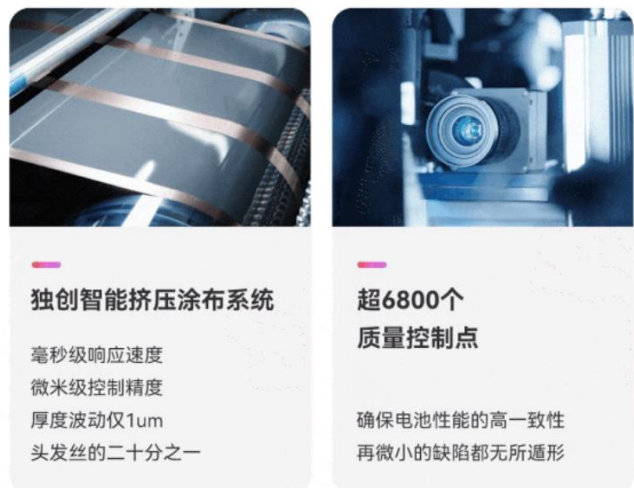 独创智能挤压涂布系统
毫秒级响应速度
微米级控制精度
厚度波动仅1um
头发丝的二十分之一
超6800个
质量控制点
确保电池性能的高一致性
再微小的缺陷都无所遁形